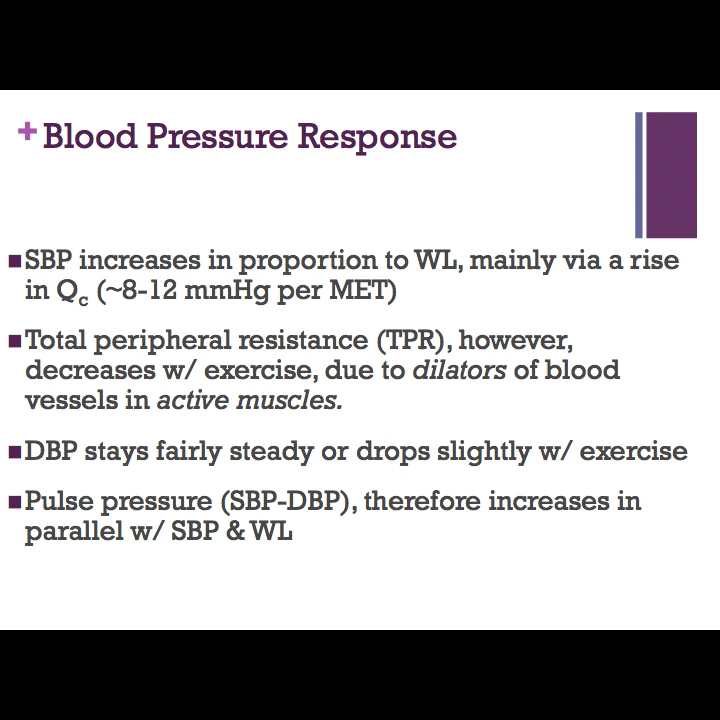 + Blood Pressure Response
■ SBP increases in proportion to WL, mainly via a rise
in Qc (~8-12 mmHg per MET)
■ Total peripheral resistance (TPR), however,
decreases w/ exercise, due to dilators of blood
vessels in active muscles.
■ DBP stays fairly steady or drops slightly w/ exercise
■ Pulse pressure (SBP-DBP), therefore increases in
parallel w/ SBP & WL